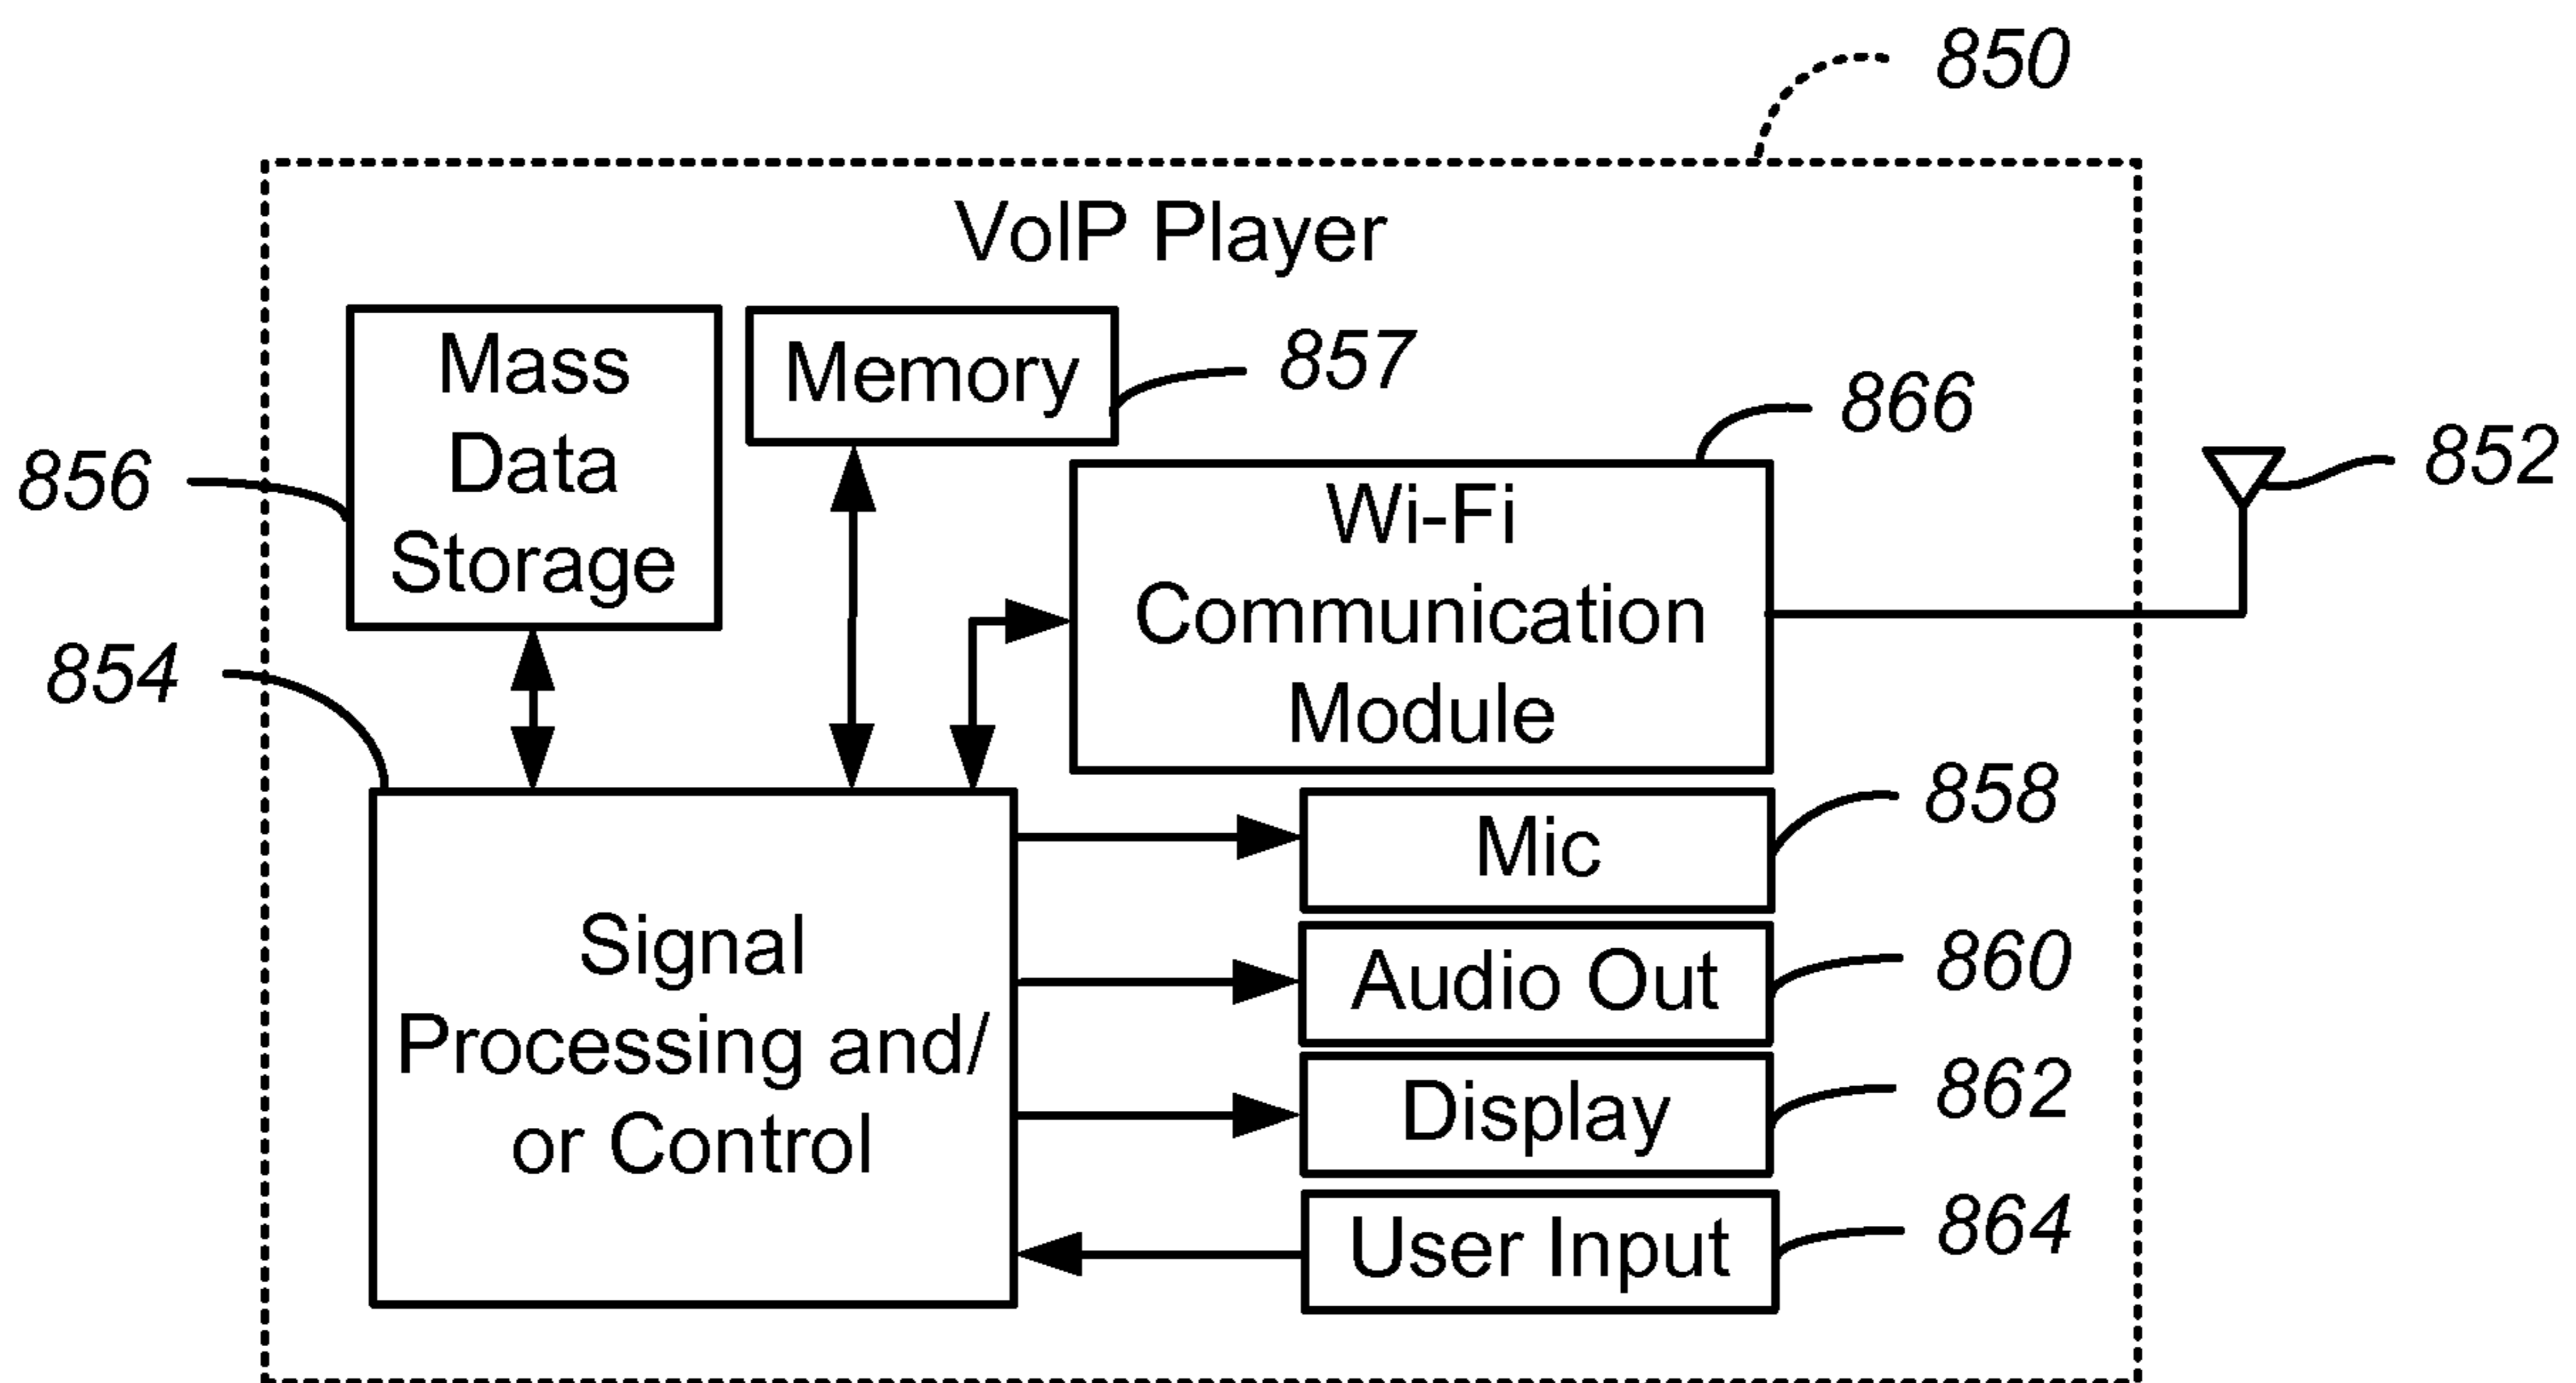 850
VoIP Player
Mass
Data
Storage
Memory
857
866
856
Wi-Fi
Communication
Module
852
854
Mic
858
Signal
Processing and/
or Control
Audio Out
860
Display
862
User Input
864